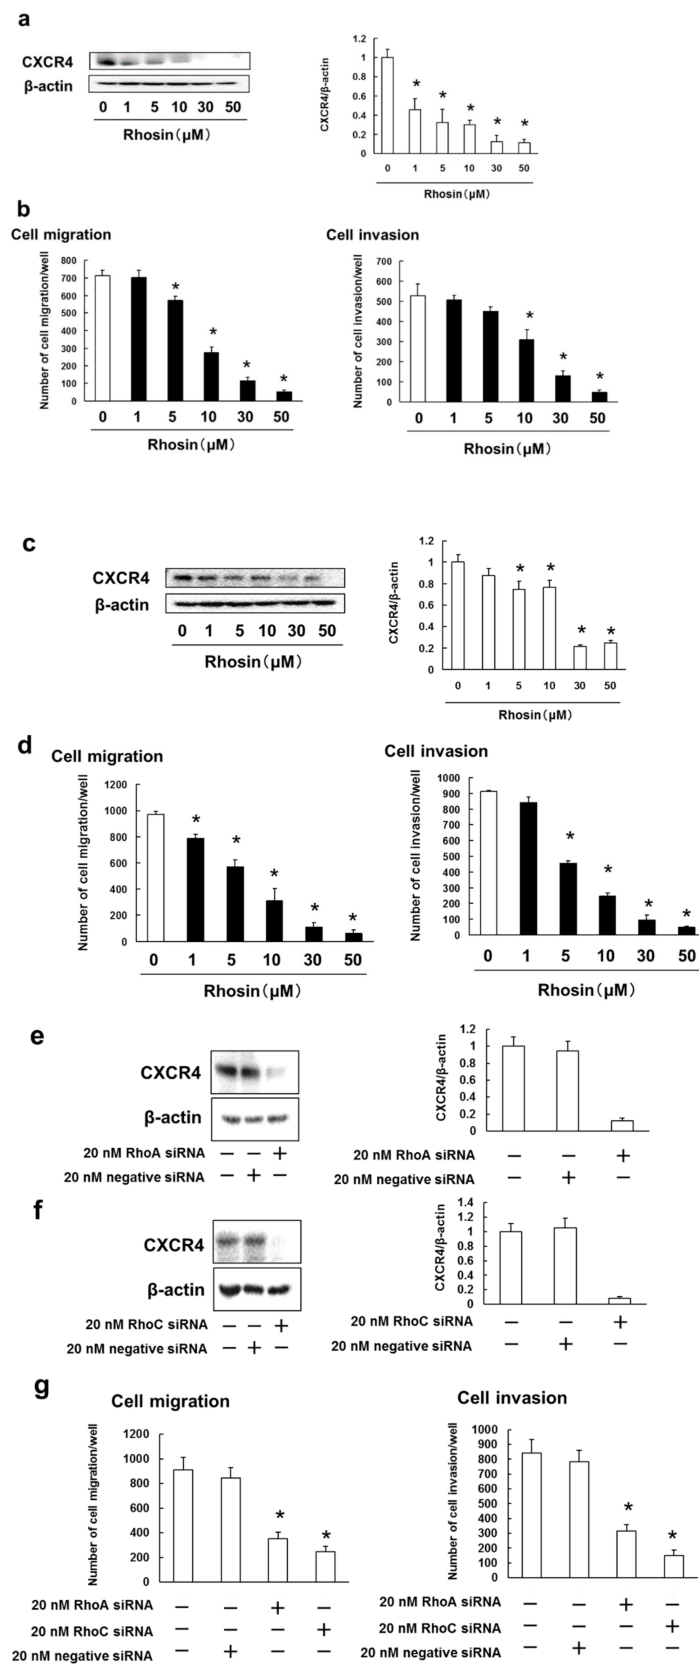 a
CXCR4
β-actin
0 1 5 10 30 50
Rhosin(μM)
CXCR4/β-actin
1.2
1
0.8
0.6
0.4
0.2
0
* * * * *
0 1 5 10 30 50
Rhosin(μM)
b
Cell migration
Number of cell migration/well
800
700
600
500
400
300
200
100
0
* * * *
0 1 5 10 30 50
Rhosin(μM)
Cell invasion
Number of cell invasion/well
700
600
500
400
300
200
100
0
* * *
0 1 5 10 30 50
Rhosin(μM)
c
CXCR4
β-actin
0 1 5 10 30 50
Rhosin(μM)
CXCR4/β-actin
1.2
1
0.8
0.6
0.4
0.2
0
* * * *
0 1 5 10 30 50
Rhosin(μM)
d
Cell migration
Number of cell migration/well
1200
1000
800
600
400
200
0
* * * * *
0 1 5 10 30 50
Rhosin(μM)
Cell invasion
Number of cell invasion/well
1000
900
800
700
600
500
400
300
200
100
0
* * * *
0 1 5 10 30 50
Rhosin(μM)
e
CXCR4
β-actin
20 nM RhoA siRNA − − +
20 nM negative siRNA − + −
CXCR4/β-actin
1.2
1
0.8
0.6
0.4
0.2
0
20 nM RhoA siRNA − − +
20 nM negative siRNA − + −
f
CXCR4
β-actin
20 nM RhoC siRNA − − +
20 nM negative siRNA − + −
CXCR4/β-actin
1.4
1.2
1
0.8
0.6
0.4
0.2
0
20 nM RhoC siRNA − − +
20 nM negative siRNA − + −
g
Cell migration
Number of cell migration/well
1200
1000
800
600
400
200
0
* *
20 nM RhoA siRNA − − + −
20 nM RhoC siRNA − − − +
20 nM negative siRNA − + − −
Cell invasion
Number of cell invasion/well
1000
900
800
700
600
500
400
300
200
100
0
* *
20 nM RhoA siRNA − − + −
20 nM RhoC siRNA − − − +
20 nM negative siRNA − + − −